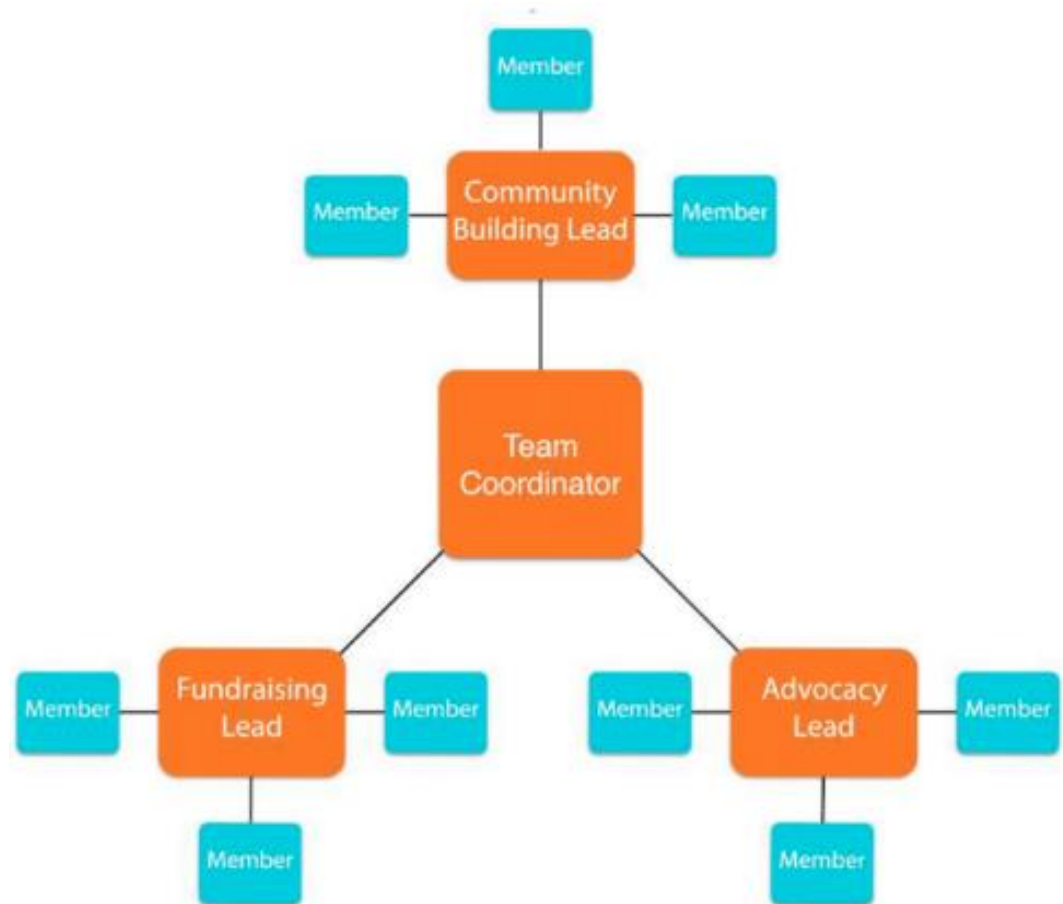 Member
Member
Community
Building Lead
Member
Team
Coordinator
Member
Fundraising
Lead
Member
Member
Member
Advocacy
Lead
Member
Member